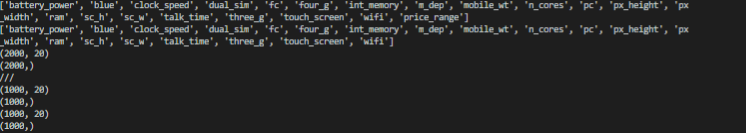 ['battery_power', 'blue', 'clock_speed', 'dual_sim', 'fc', 'four_g', 'int_memory', 'm_dep', 'mobile_wt', 'n_cores', 'pc', 'px_height', 'px
_width', 'ram', 'sc_h', 'sc_w', 'talk_time', 'three_g', 'touch_screen', 'wifi', 'price_range']
['battery_power', 'blue', 'clock_speed', 'dual_sim', 'fc', 'four_g', 'int_memory', 'm_dep', 'mobile_wt', 'n_cores', 'pc', 'px_height', 'px
_width', 'ram', 'sc_h', 'sc_w', 'talk_time', 'three_g', 'touch_screen', 'wifi']
(2000, 20)
(2000,)
///
(1000, 20)
(1000,)
(1000, 20)
(1000,)